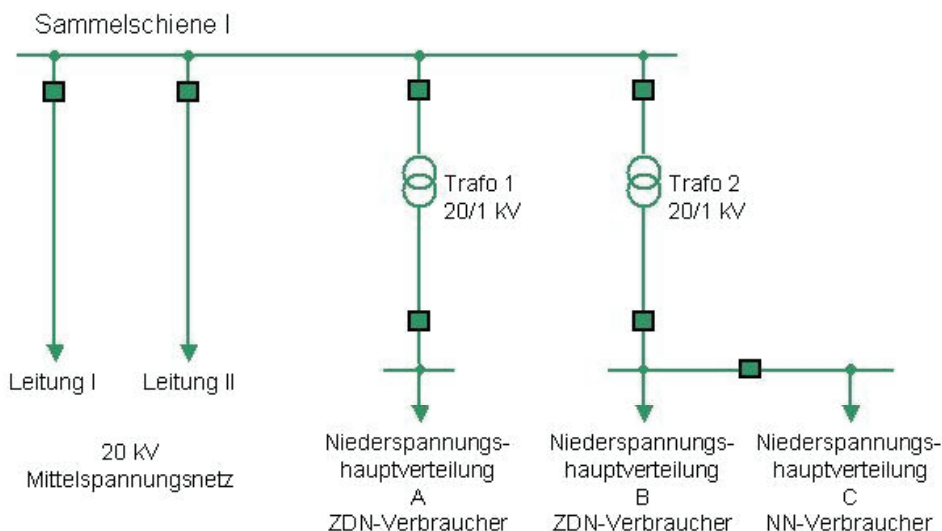 Sammelschiene I
Trafo 1
20/1 KV
Trafo 2
20/1 KV
Leitung I
Leitung II
20 KV
Mittelspannungsnetz
Niederspannungs-
hauptverteilung
A
ZDN-Verbraucher
Niederspannungs-
hauptverteilung
B
ZDN-Verbraucher
Niederspannungs-
hauptverteilung
C
NN-Verbraucher